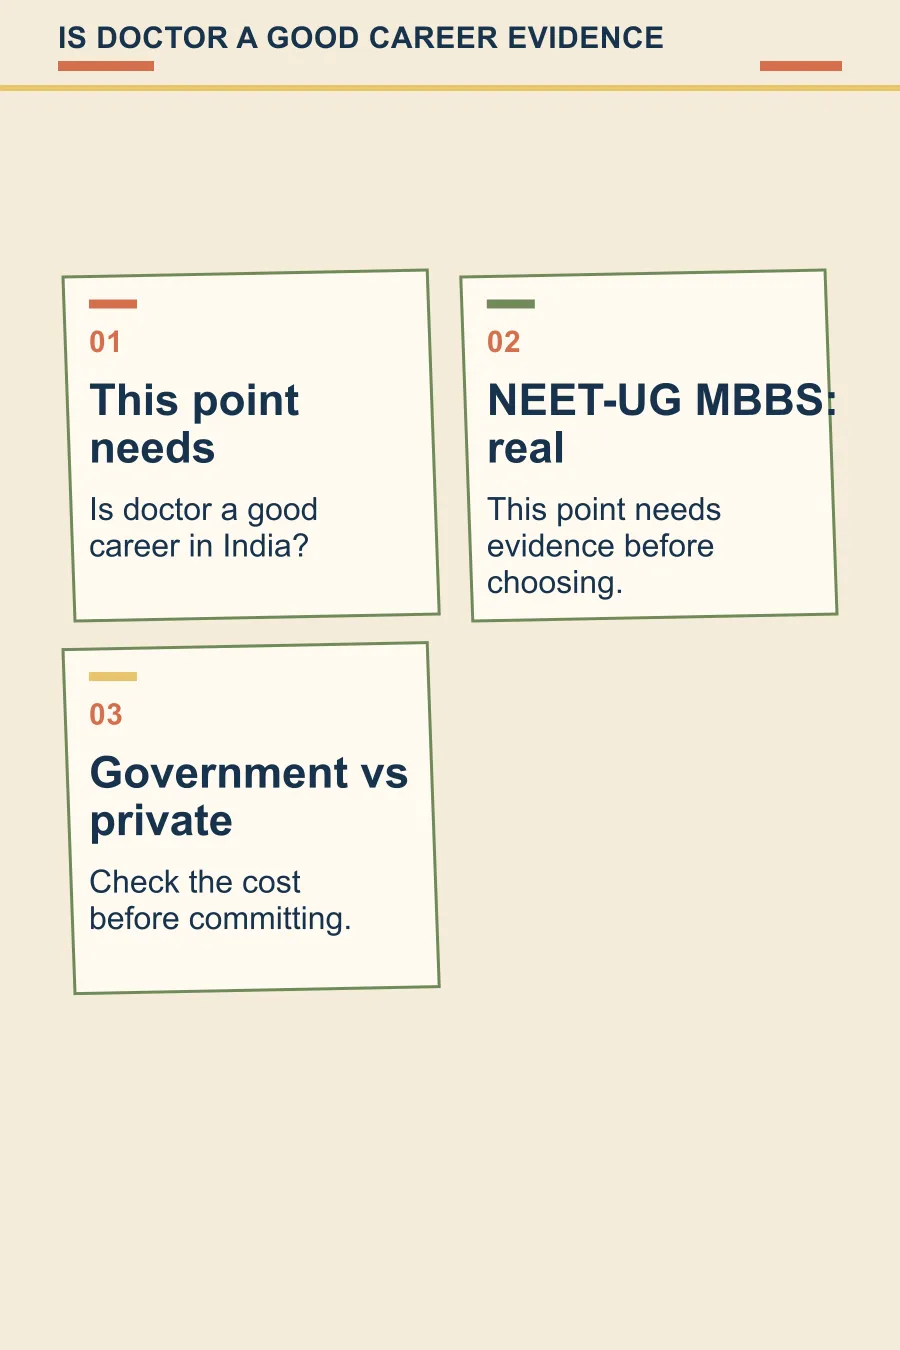 IS DOCTOR A GOOD CAREER EVIDENCE
01
This point
needs
Is doctor a good
career in India?
02
NEET-UG MBBS:
real
This point needs
evidence before
choosing.
03
Government vs
private
Check the cost
before committing.